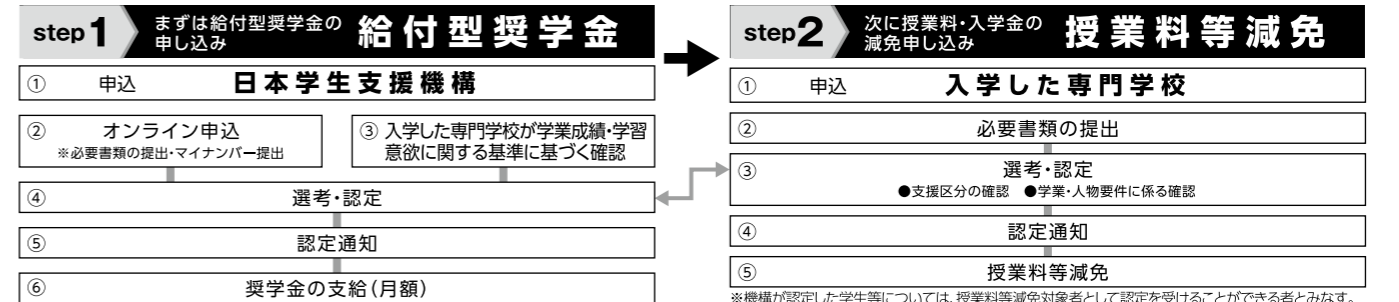 step1
まずは給付型奨学金の
申し込み
給付型奨学金
① 申込 日本学生支援機構
② オンライン申込
※必要書類の提出・マイナンバー提出
③ 入学した専門学校が学業成績・学習
意欲に関する基準に基づく確認
④ 選考・認定
⑤ 認定通知
⑥ 奨学金の支給(月額)
step2
次に授業料・入学金の
減免申し込み
授業料等減免
① 申込 入学した専門学校
② 必要書類の提出
③ 選考・認定
●支援区分の確認 ●学業・人物要件に係る確認
④ 認定通知
⑤ 授業料等減免
※機構が認定した学生等については、授業料等減免対象者として認定を受けることができる者とみなす。